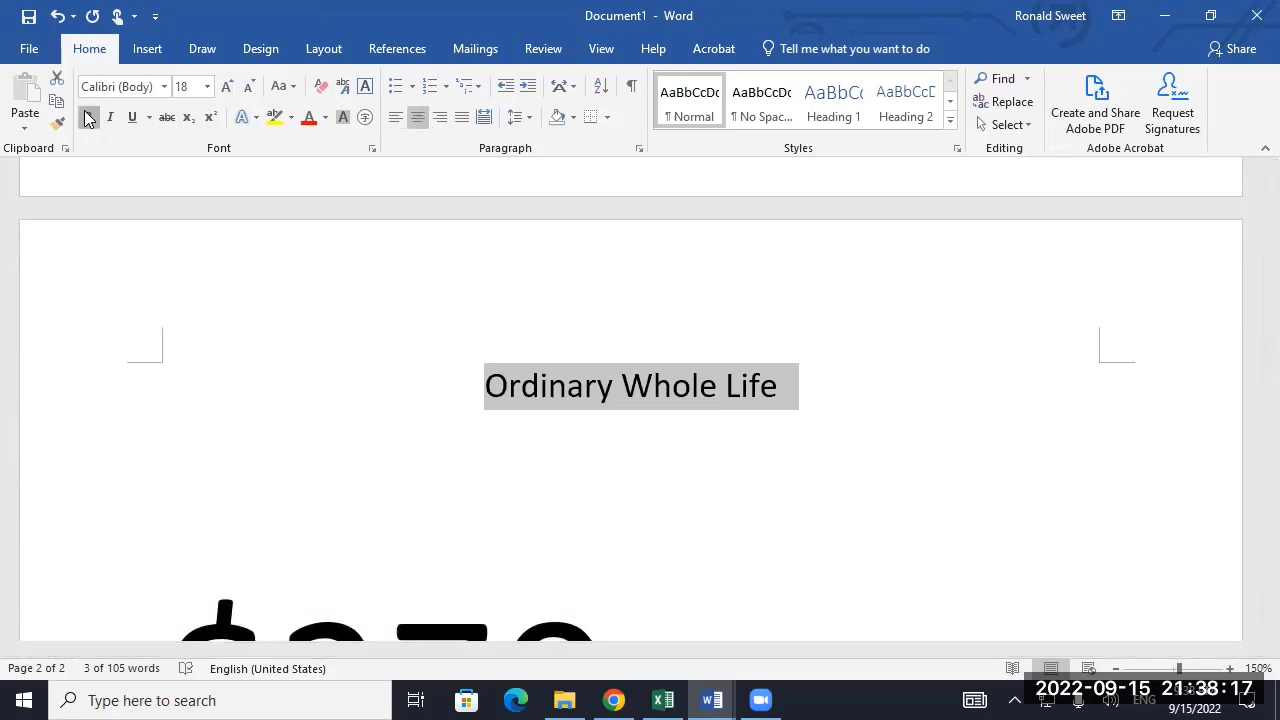 Document1 - Word
Ronald Sweet
File Home Insert Draw Design Layout References Mailings Review View Help Acrobat Tell me what you want to do Share
Paste
Clipboard
Calibri (Body) 18
Font
Paragraph
AaBbCcDc AaBbCcDc AaBbCc AaBbCcD
¶ Normal ¶ No Spac... Heading 1 Heading 2
Styles
Find
Replace
Select
Editing
Create and Share Adobe PDF
Request Signatures
Adobe Acrobat
Ordinary Whole Life
Page 2 of 2 3 of 105 words English (United States) 150%
Type here to search
ENG
2022-09-15 21:38:17
9/15/2022